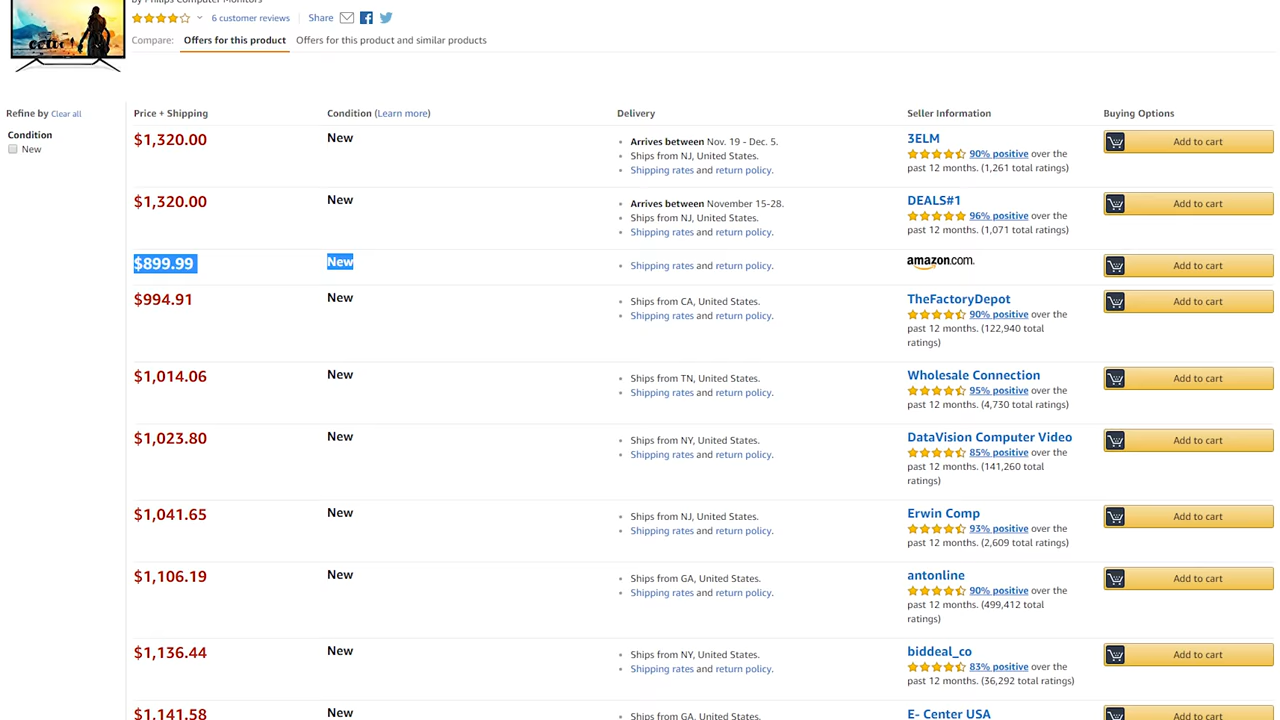 by Philips Computer Monitors
6 customer reviews
Share
Compare:
Offers for this product
Offers for this product and similar products
Refine by Clear all
Condition
New
Price + Shipping
Condition (Learn more)
Delivery
Seller Information
Buying Options
$1,320.00
New
Arrives between Nov. 19 - Dec. 5.
Ships from NJ, United States.
Shipping rates and return policy.
3ELM
90% positive over the
past 12 months. (1,261 total ratings)
Add to cart
$1,320.00
New
Arrives between November 15-28.
Ships from NJ, United States.
Shipping rates and return policy.
DEALS#1
96% positive over the
past 12 months. (1,071 total ratings)
Add to cart
$899.99
New
Shipping rates and return policy.
amazon.com.
Add to cart
$994.91
New
Ships from CA, United States.
Shipping rates and return policy.
TheFactoryDepot
90% positive over the
past 12 months. (122,940 total
ratings)
Add to cart
$1,014.06
New
Ships from TN, United States.
Shipping rates and return policy.
Wholesale Connection
95% positive over the
past 12 months. (4,730 total ratings)
Add to cart
$1,023.80
New
Ships from NY, United States.
Shipping rates and return policy.
DataVision Computer Video
85% positive over the
past 12 months. (141,260 total
ratings)
Add to cart
$1,041.65
New
Ships from NJ, United States.
Shipping rates and return policy.
Erwin Comp
93% positive over the
past 12 months. (2,609 total ratings)
Add to cart
$1,106.19
New
Ships from GA, United States.
Shipping rates and return policy.
antonline
90% positive over the
past 12 months. (499,412 total
ratings)
Add to cart
$1,136.44
New
Ships from NY, United States.
Shipping rates and return policy.
biddeal_co
83% positive over the
past 12 months. (36,292 total ratings)
Add to cart
$1,141.58
New
Ships from GA, United States.
E- Center USA
Add to cart